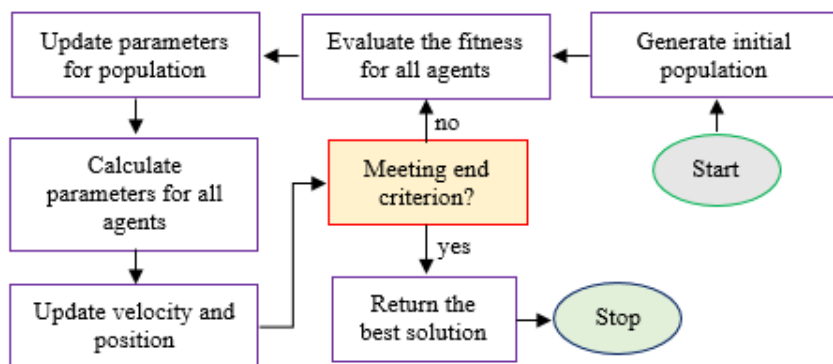 Update parameters
for population
Evaluate the fitness
for all agents
Generate initial
population
no
Calculate
parameters for all
agents
Meeting end
criterion?
Start
yes
Update velocity and
position
Return the
best solution
Stop